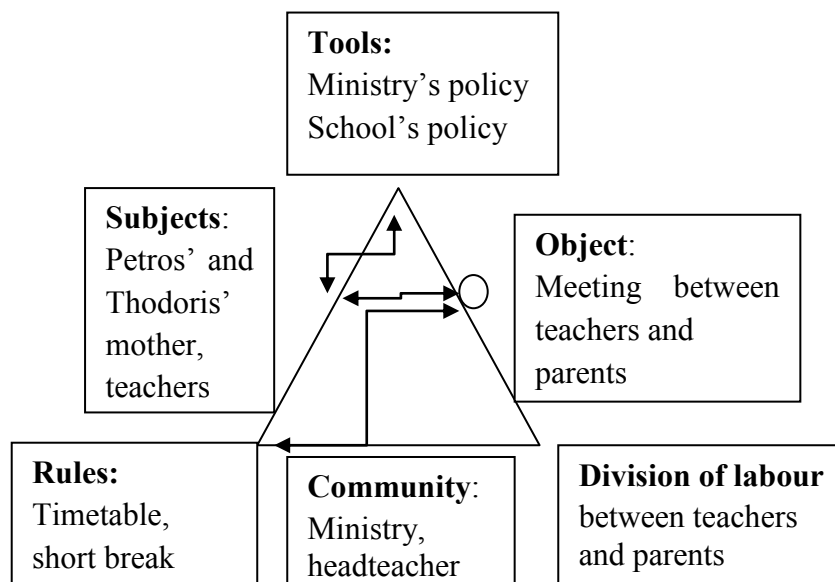 Tools:
Ministry’s policy
School’s policy
Subjects:
Petros’ and
Thodoris’
mother,
teachers
Object:
Meeting between
teachers and
parents
Rules:
Timetable,
short break
Community:
Ministry,
headteacher
Division of labour
between teachers
and parents